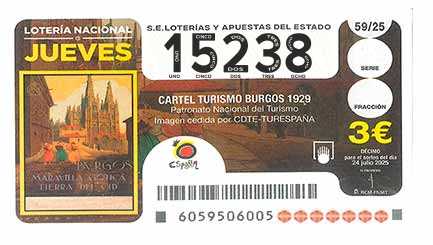 LOTERÍA NACIONAL
JUEVES
S.E. LOTERÍAS Y APUESTAS DEL ESTADO
59/25
15238
UNO CINCO DOS TRES OCHO
SERIE
FRACCIÓN
CARTEL TURISMO BURGOS 1929
Patronato Nacional del Turismo
Imagen cedida por CDTE-TURESPAÑA
3€
DÉCIMO
para el sorteo del día
24 julio 2025
BURGOS
MARAVILLA GÓTICA
TIERRA DEL CID
España
6059506005